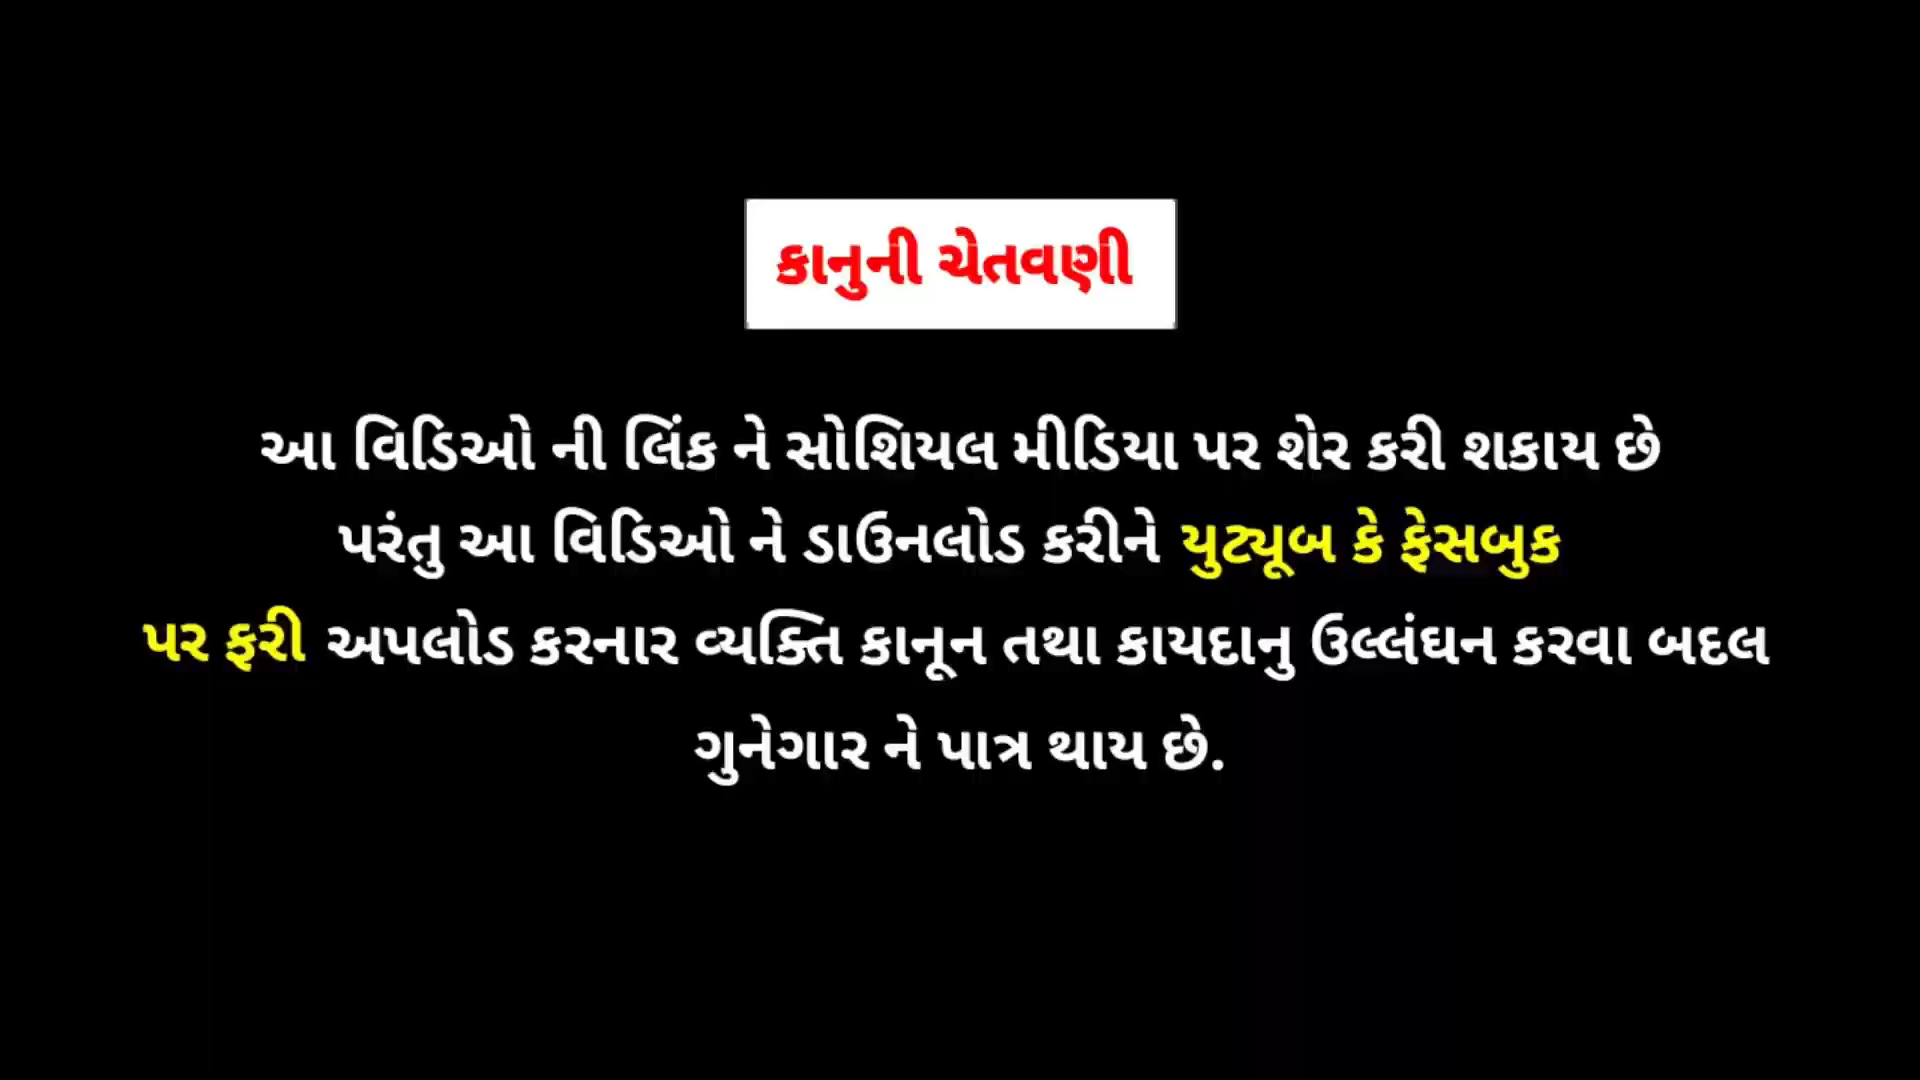 કાનુની ચેતવણી
આ વિડિઓ ની લિંક ને સોશિયલ મીડિયા પર શેર કરી શકાય છે
પરંતુ આ વિડિઓ ને ડાઉનલોડ કરીને યુટ્યૂબ કે ફેસબુક
પર ફરી અપલોડ કરનાર વ્યક્તિ કાનૂન તથા કાયદાનુ ઉલ્લંઘન કરવા બદલ
ગુનેગાર ને પાત્ર થાય છે.